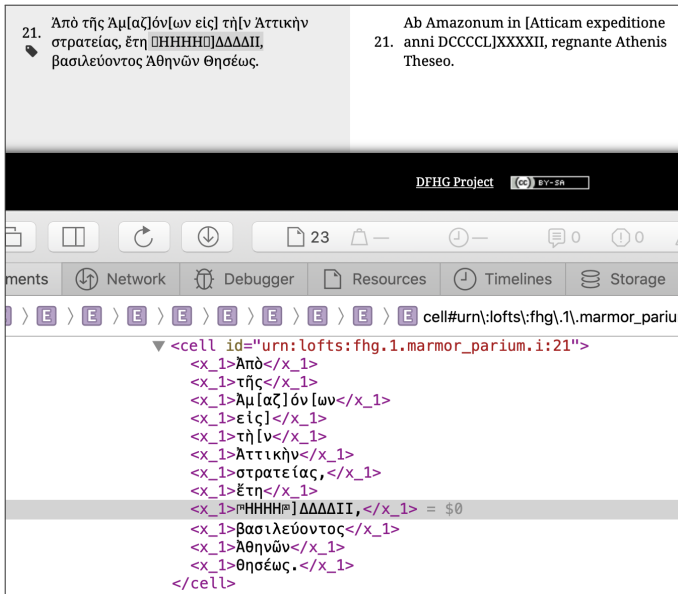 21. Ἀπὸ τῆς Ἀμ[αζ]όν[ων εἰς] τὴ[ν Ἀττικὴν
στρατείας, ἔτη ▯ΗΗΗΗ▯]ΔΔΔΔΙΙ,
βασιλεύοντος Ἀθηνῶν Θησέως.
21. Ab Amazonum in [Atticam expeditione
anni DCCCCL]XXXXII, regnante Athenis
Theseo.
DFHG Project
(cc) BY-SA
23 — — 0 0
ments Network Debugger Resources Timelines Storage
E E E E E E E E E cell#urn\:lofts\:fhg\.1\.marmor_pariu
<cell id="urn:lofts:fhg.1.marmor_parium.i:21">
<x_1>Ἀπὸ</x_1>
<x_1>τῆς</x_1>
<x_1>Ἀμ[αζ]όν[ων</x_1>
<x_1>εἰς]</x_1>
<x_1>τὴ[ν</x_1>
<x_1>Ἀττικὴν</x_1>
<x_1>στρατείας,</x_1>
<x_1>ἔτη</x_1>
<x_1>𐅅ΗΗΗΗ𐅄]ΔΔΔΔΙΙ,</x_1> = $0
<x_1>βασιλεύοντος</x_1>
<x_1>Ἀθηνῶν</x_1>
<x_1>Θησέως.</x_1>
</cell>